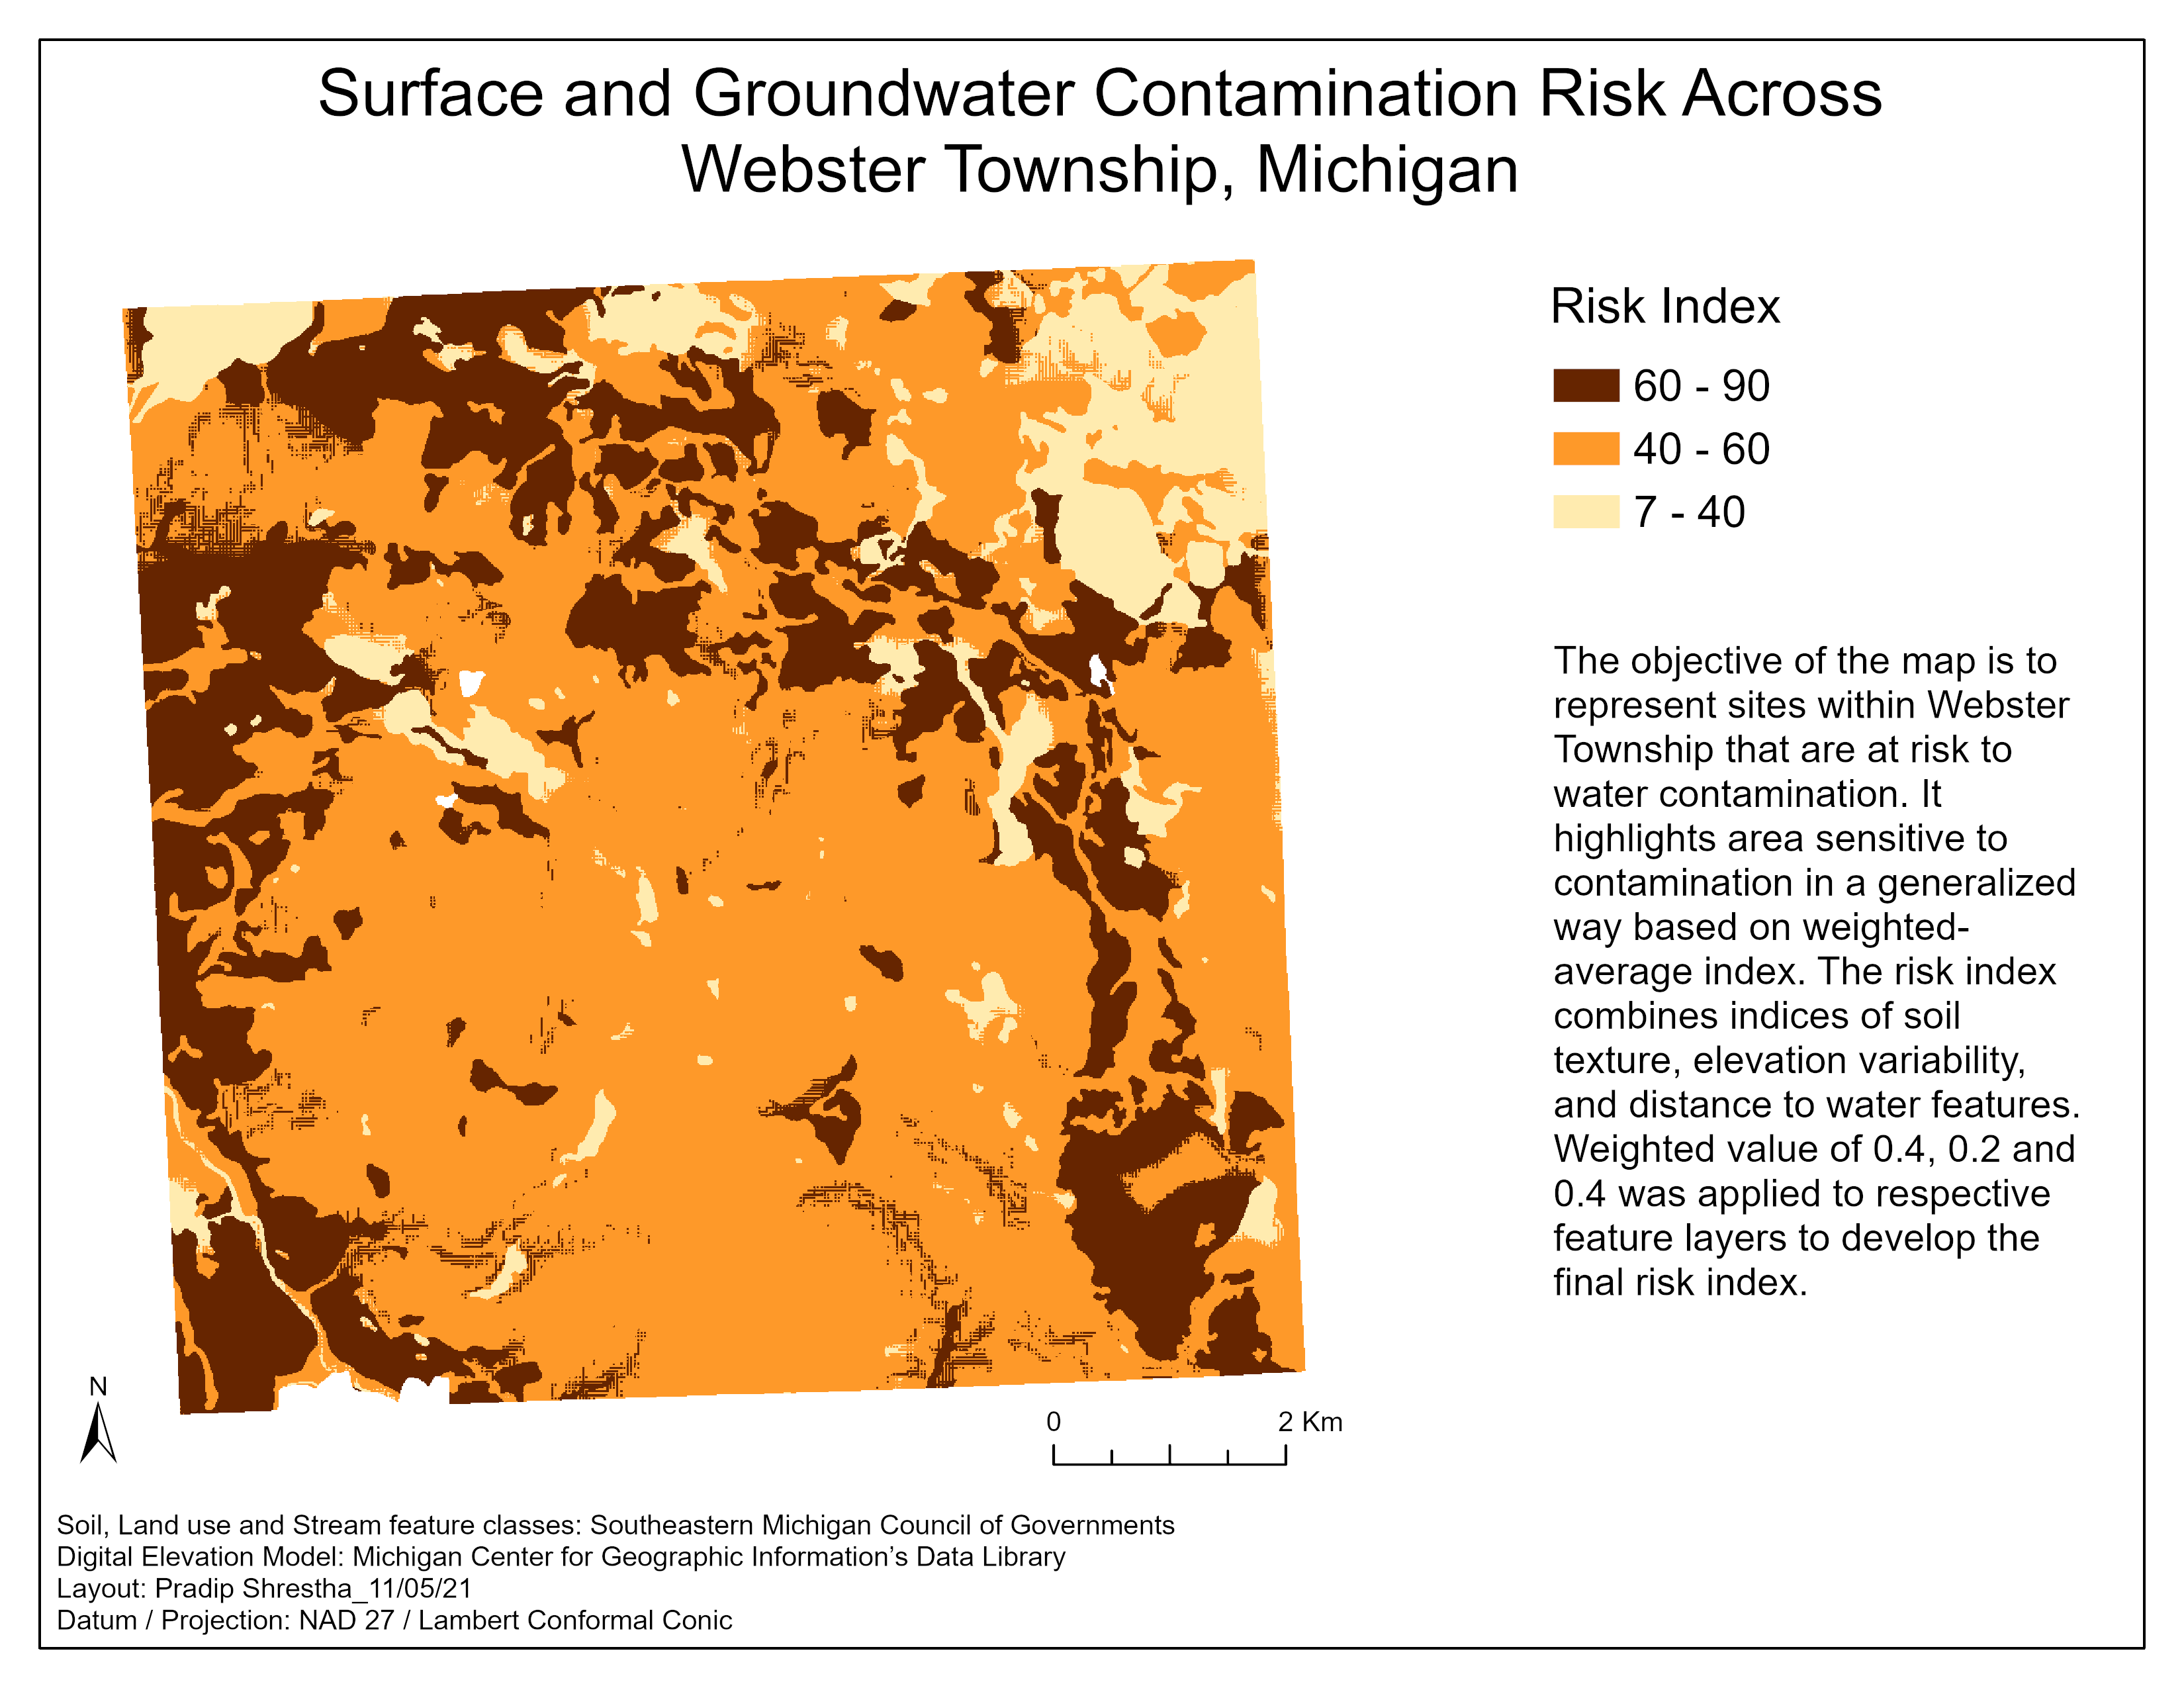 Surface and Groundwater Contamination Risk Across
Webster Township, Michigan
Risk Index
60 - 90
40 - 60
7 - 40
The objective of the map is to
represent sites within Webster
Township that are at risk to
water contamination. It
highlights area sensitive to
contamination in a generalized
way based on weighted-
average index. The risk index
combines indices of soil
texture, elevation variability,
and distance to water features.
Weighted value of 0.4, 0.2 and
0.4 was applied to respective
feature layers to develop the
final risk index.
N
0 2 Km
Soil, Land use and Stream feature classes: Southeastern Michigan Council of Governments
Digital Elevation Model: Michigan Center for Geographic Information’s Data Library
Layout: Pradip Shrestha_11/05/21
Datum / Projection: NAD 27 / Lambert Conformal Conic